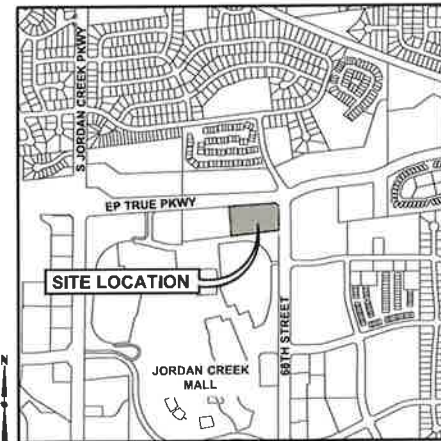 S JORDAN CREEK PKWY
EP TRUE PKWY
SITE LOCATION
68TH STREET
JORDAN CREEK
MALL
N